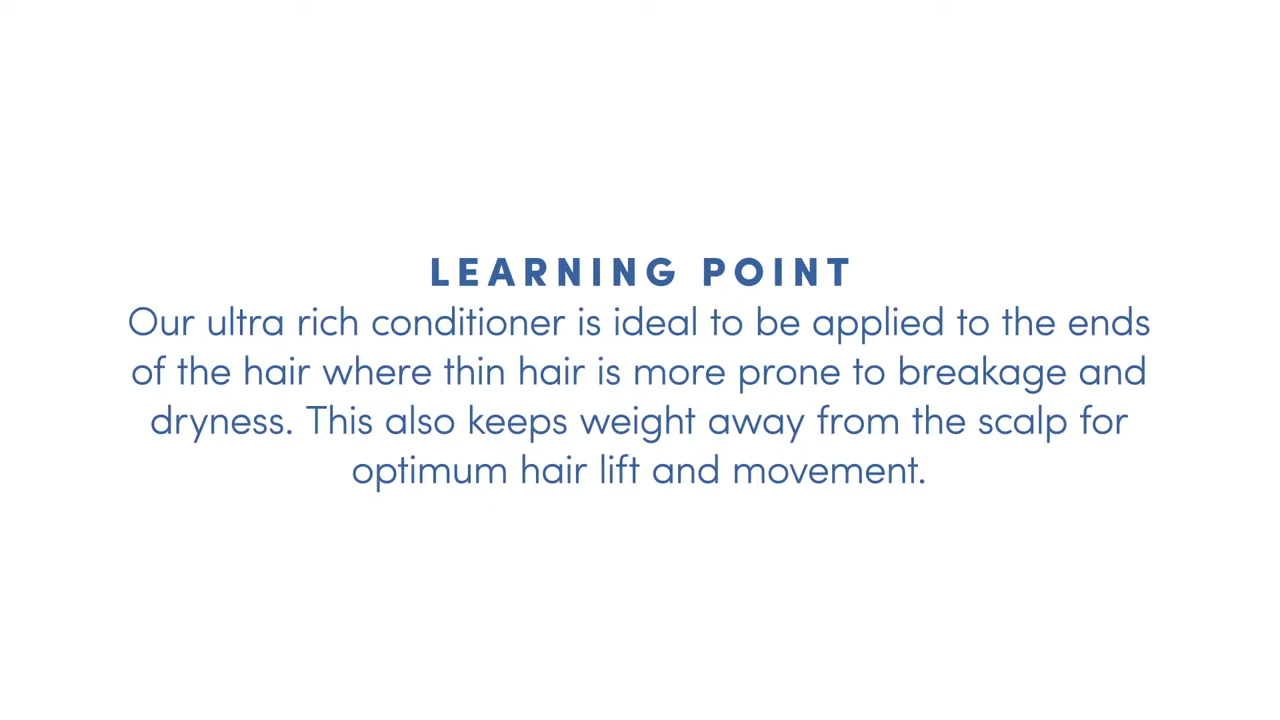 LEARNING POINT
Our ultra rich conditioner is ideal to be applied to the ends
of the hair where thin hair is more prone to breakage and
dryness. This also keeps weight away from the scalp for
optimum hair lift and movement.